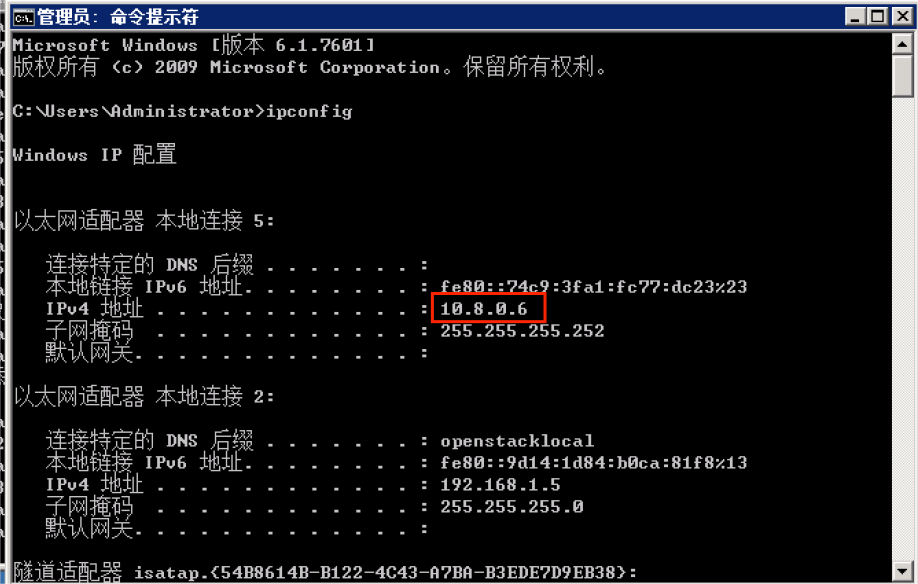 管理员: 命令提示符
Microsoft Windows [版本 6.1.7601]
版权所有 (c) 2009 Microsoft Corporation。保留所有权利。
C:\Users\Administrator>ipconfig
Windows IP 配置
以太网适配器 本地连接 5:
连接特定的 DNS 后缀 . . . . . . . :
本地链接 IPv6 地址. . . . . . . . : fe80::74c9:3fa1:fc77:dc23%23
IPv4 地址 . . . . . . . . . . . . : 10.8.0.6
子网掩码 . . . . . . . . . . . . : 255.255.255.252
默认网关. . . . . . . . . . . . . :
以太网适配器 本地连接 2:
连接特定的 DNS 后缀 . . . . . . . : openstacklocal
本地链接 IPv6 地址. . . . . . . . : fe80::9d14:1d84:b0ca:81f8%13
IPv4 地址 . . . . . . . . . . . . : 192.168.1.5
子网掩码 . . . . . . . . . . . . : 255.255.255.0
默认网关. . . . . . . . . . . . . :
隧道适配器 isatap.{54B8614B-B122-4C43-A7BA-B3EDE7D9EB38}: